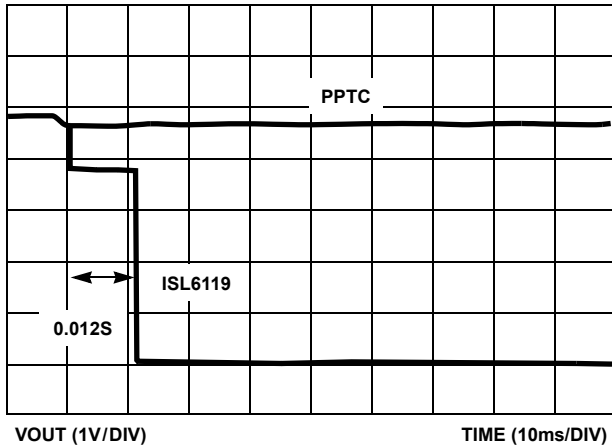 PPTC
ISL6119
0.012S
VOUT (1V/DIV)
TIME (10ms/DIV)